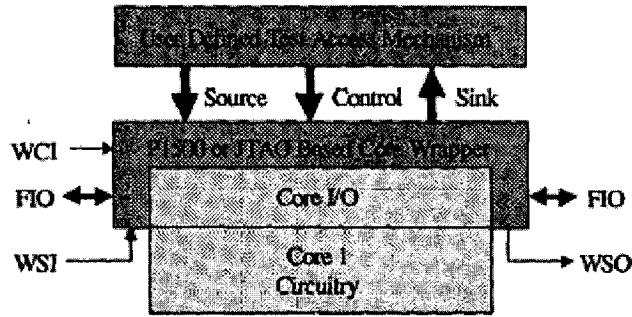 User Defined Test Access Mechanism
Source
Control
Sink
WCI
P1500 or JTAG Based Core Wrapper
FIO
Core I/O
FIO
WSI
Core 1
WSO
Circuitry